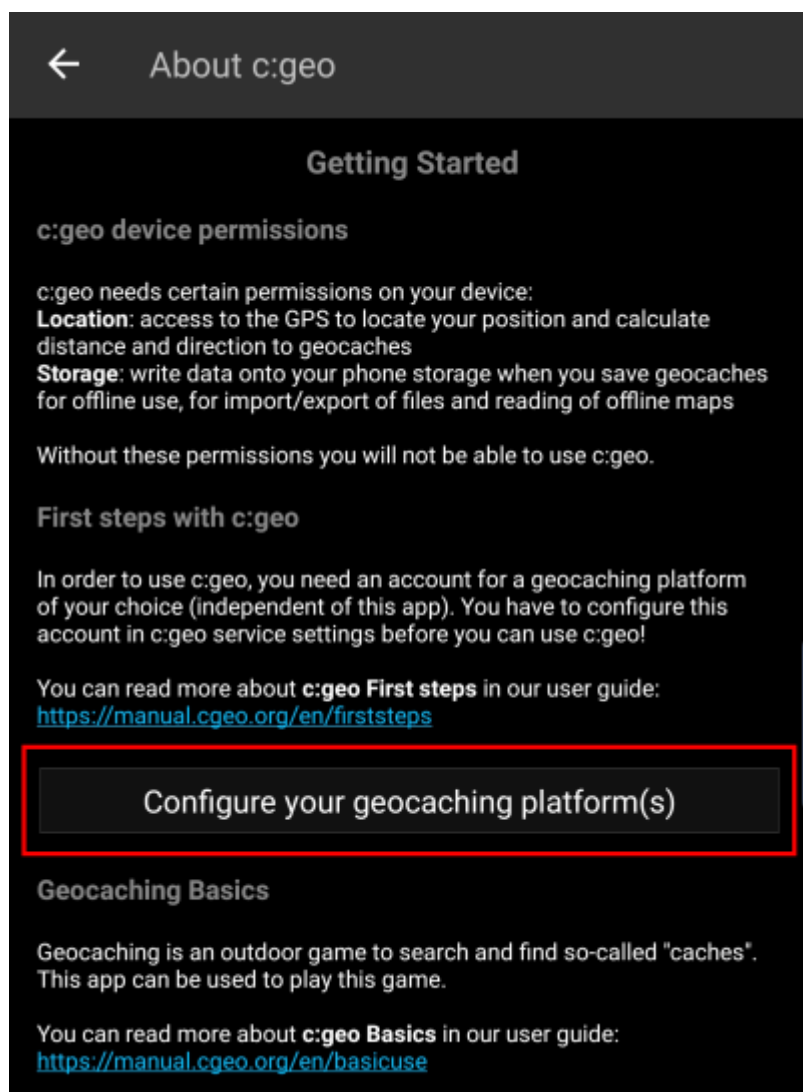 About c:geo
Getting Started
c:geo device permissions
c:geo needs certain permissions on your device:
Location: access to the GPS to locate your position and calculate
distance and direction to geocaches
Storage: write data onto your phone storage when you save geocaches
for offline use, for import/export of files and reading of offline maps
Without these permissions you will not be able to use c:geo.
First steps with c:geo
In order to use c:geo, you need an account for a geocaching platform
of your choice (independent of this app). You have to configure this
account in c:geo service settings before you can use c:geo!
You can read more about c:geo First steps in our user guide:
https://manual.cgeo.org/en/firststeps
Configure your geocaching platform(s)
Geocaching Basics
Geocaching is an outdoor game to search and find so-called "caches".
This app can be used to play this game.
You can read more about c:geo Basics in our user guide:
https://manual.cgeo.org/en/basicuse